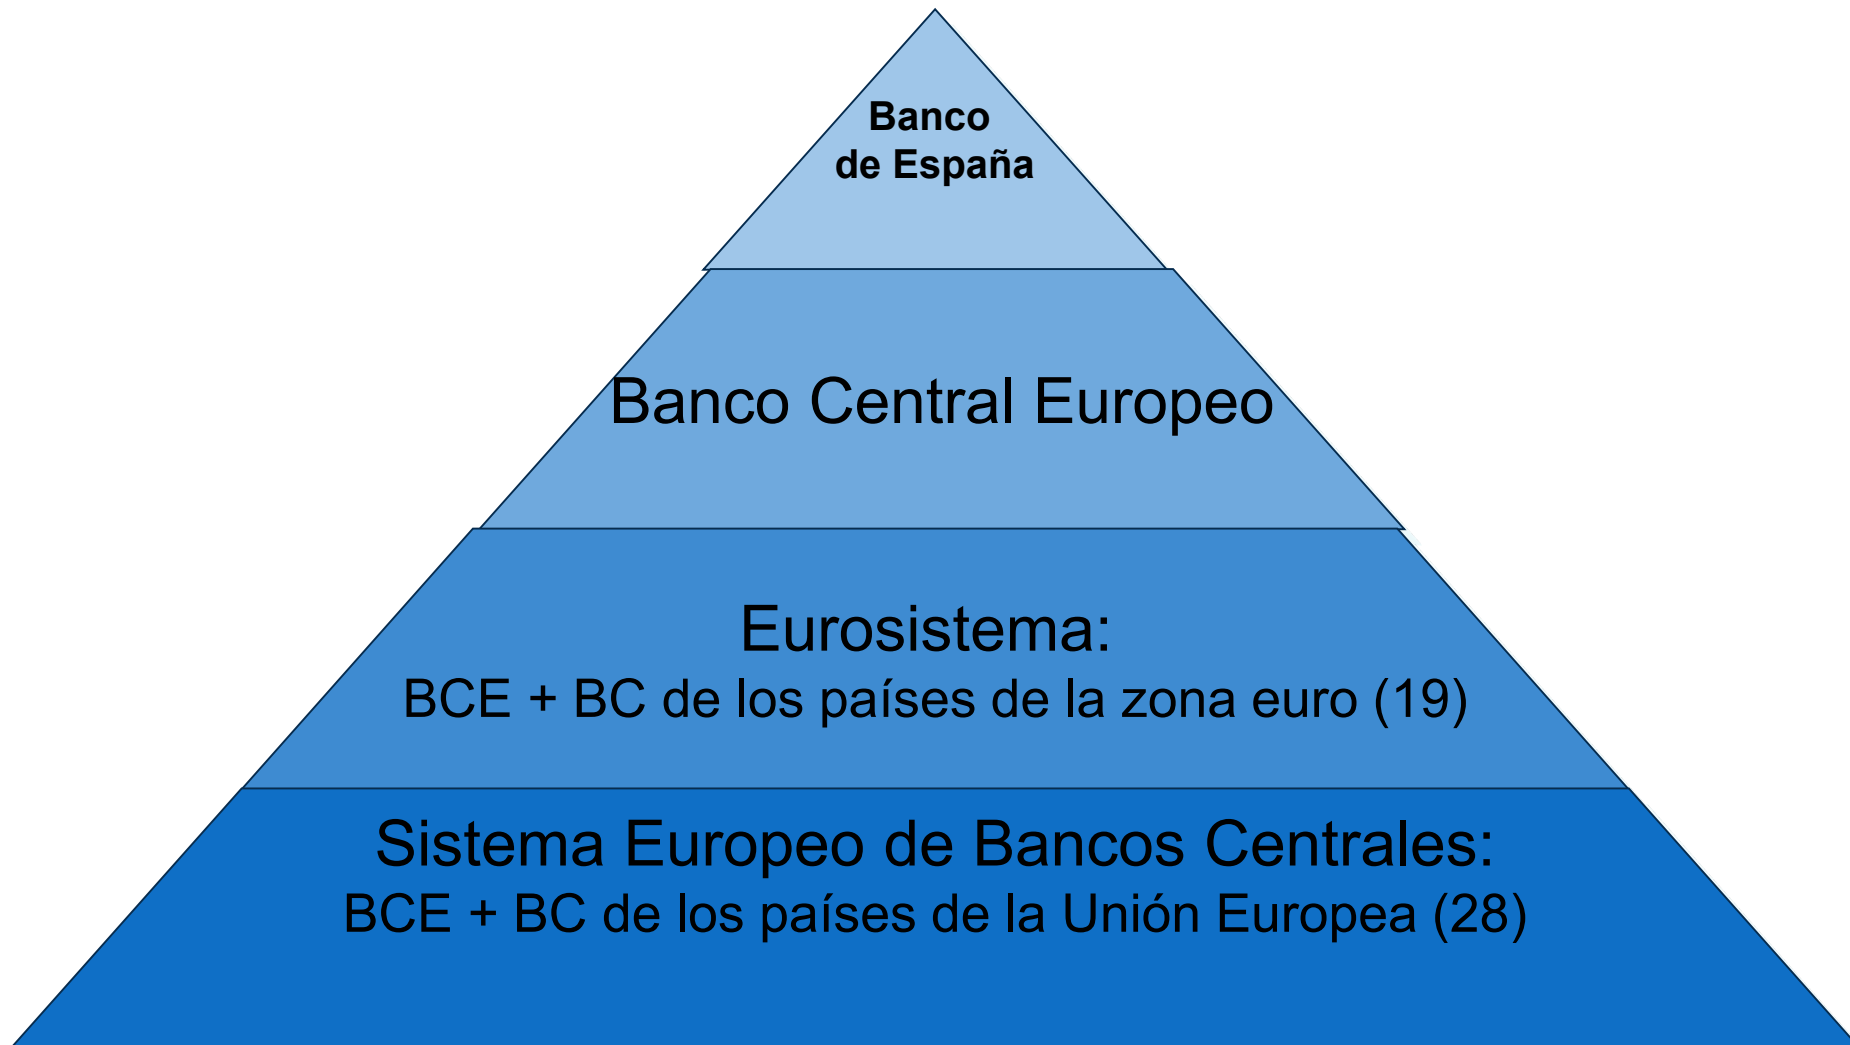 Banco
de España
Banco Central Europeo
Eurosistema:
BCE + BC de los países de la zona euro (19)
Sistema Europeo de Bancos Centrales:
BCE + BC de los países de la Unión Europea (28)